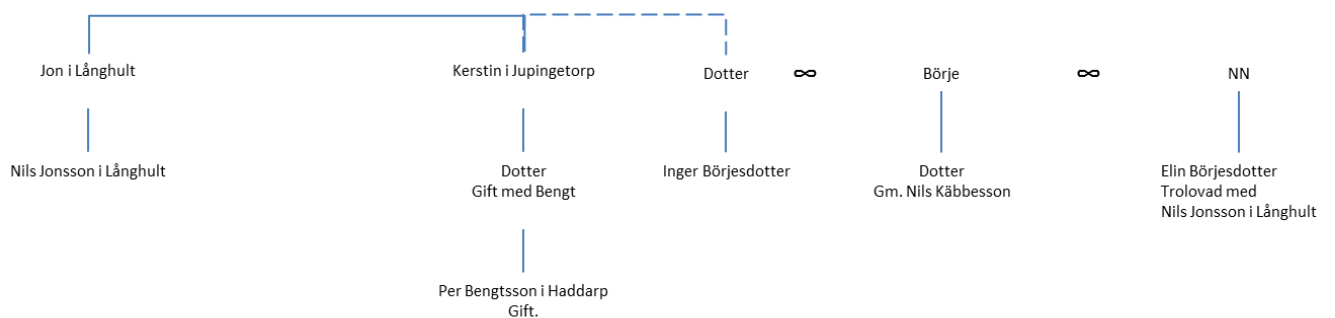 Jon i Långhult
Kerstin i Jupingetorp
Dotter ∞ Börje ∞ NN
Nils Jonsson i Långhult
Dotter
Gift med Bengt
Inger Börjesdotter
Dotter
Gm. Nils Käbbesson
Elin Börjesdotter
Trolovad med
Nils Jonsson i Långhult
Per Bengtsson i Haddarp
Gift.